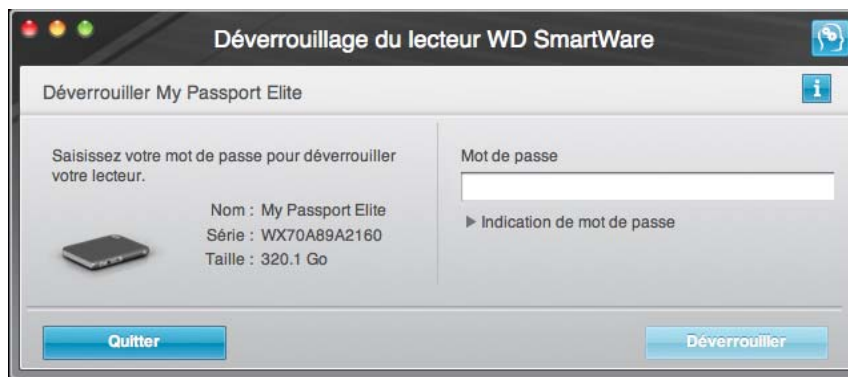 Déverrouillage du lecteur WD SmartWare
Déverrouiller My Passport Elite
i
Saisissez votre mot de passe pour déverrouiller
votre lecteur.
Nom : My Passport Elite
Série : WX70A89A2160
Taille : 320.1 Go
Mot de passe
Indication de mot de passe
Quitter
Déverrouiller